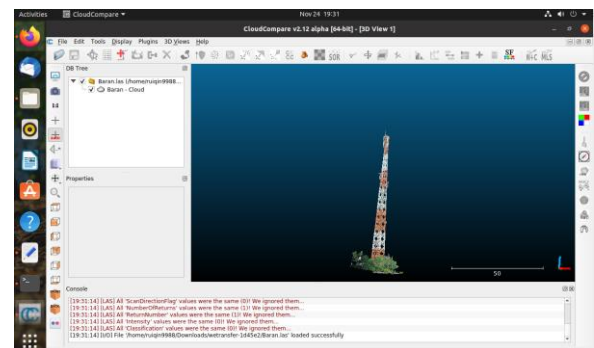 Activities
CloudCompare
Nov 24 19:31
CloudCompare v2.12 alpha [64-bit] - [3D View 1]
File Edit Tools Display Plugins 3D Views Help
SOR
SF
N+C
MLS
DB Tree
Baran.las (/home/ruiqin9988...
Baran - Cloud
Properties
50
Console
[19:31:14] [LAS] All 'ScanDirectionFlag' values were the same (0)! We ignored them...
[19:31:14] [LAS] All 'NumberOfReturns' values were the same (1)! We ignored them...
[19:31:14] [LAS] All 'ReturnNumber' values were the same (1)! We ignored them...
[19:31:14] [LAS] All 'Intensity' values were the same (0)! We ignored them...
[19:31:14] [LAS] All 'Classification' values were the same (0)! We ignored them...
[19:31:14] [I/O] File '/home/ruiqin9988/Downloads/wetransfer-1d45e2/Baran.las' loaded successfully